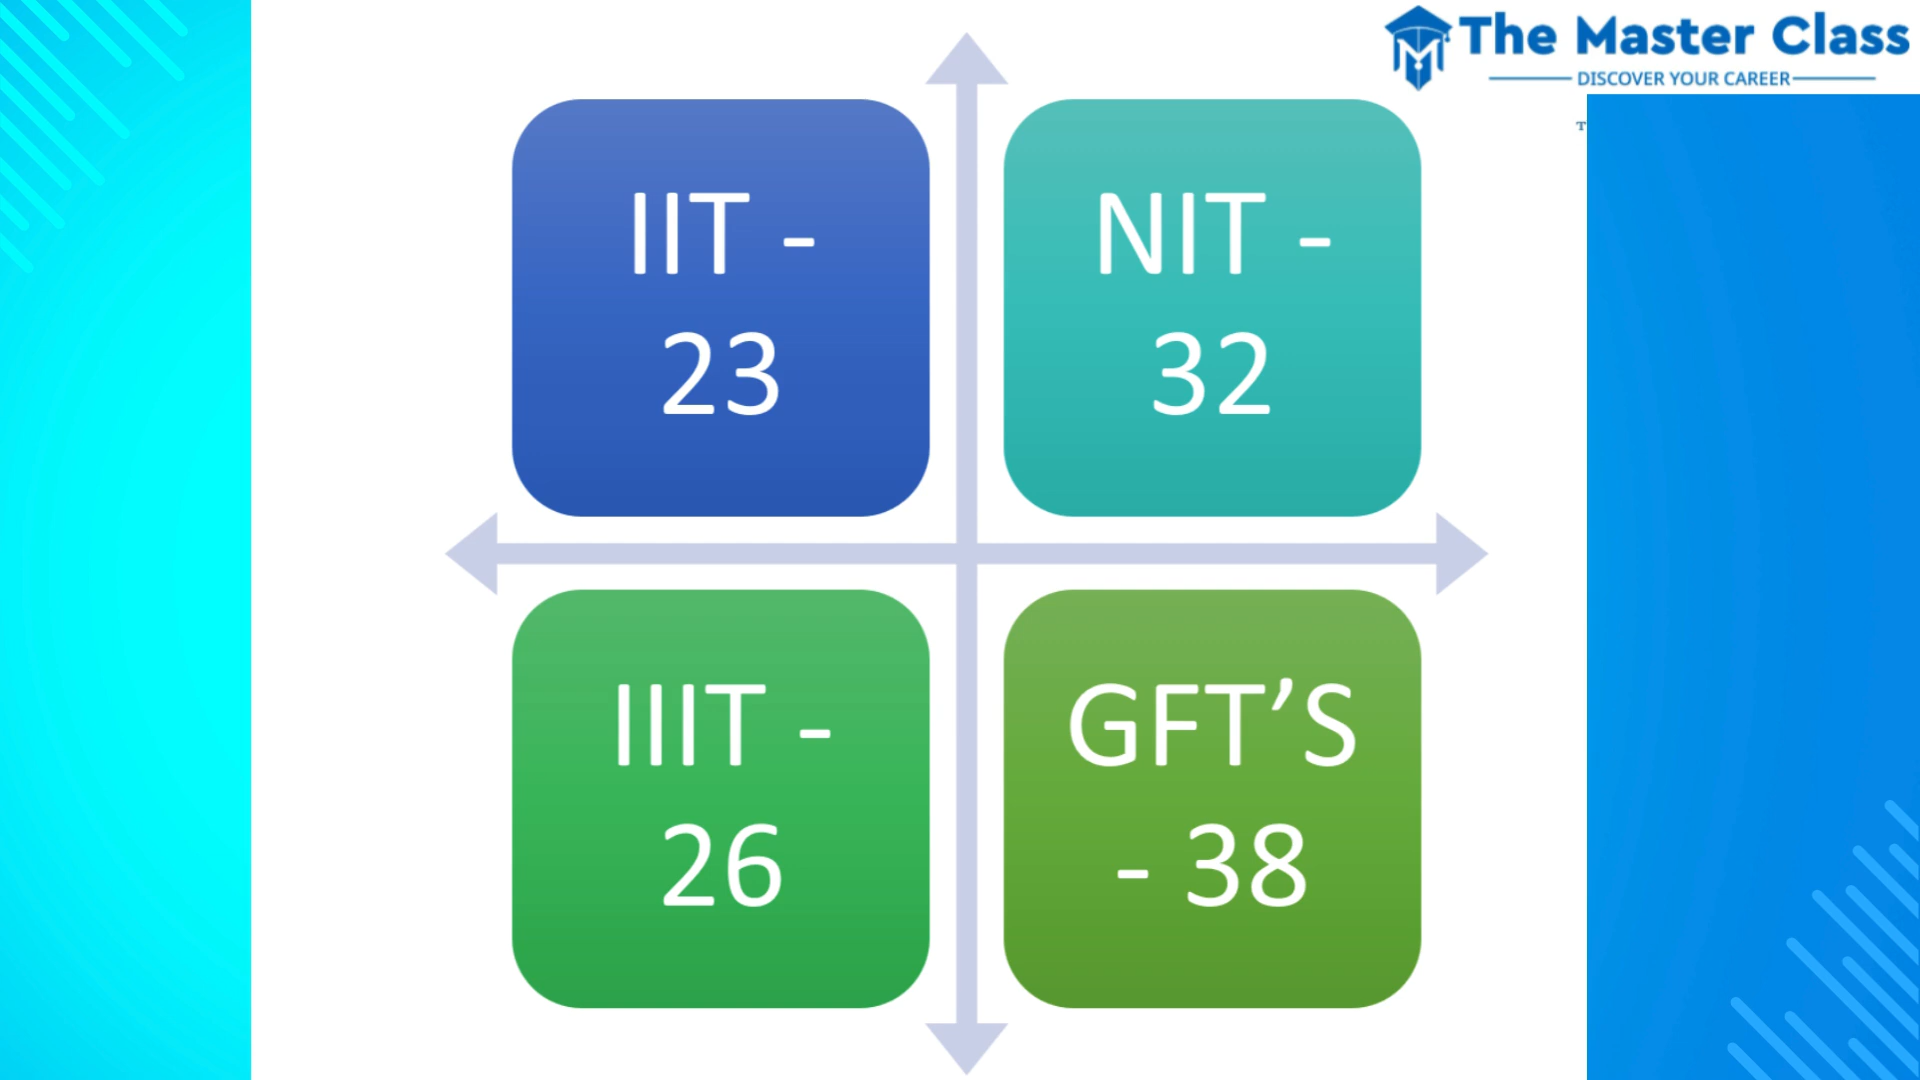 The Master Class
DISCOVER YOUR CAREER
T
IIT -
23
NIT -
32
IIIT -
26
GFT’S
- 38